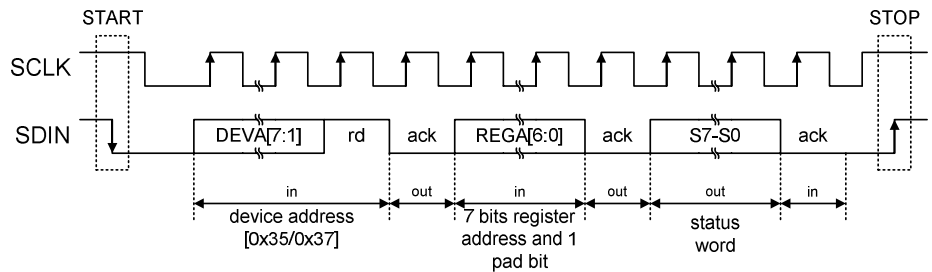 START
STOP
SCLK
SDIN
DEVA[7:1]
rd
ack
REGA[6:0]
ack
S7-S0
ack
in
out
in
out
out
in
device address
[0x35/0x37]
7 bits register
address and 1
pad bit
status
word